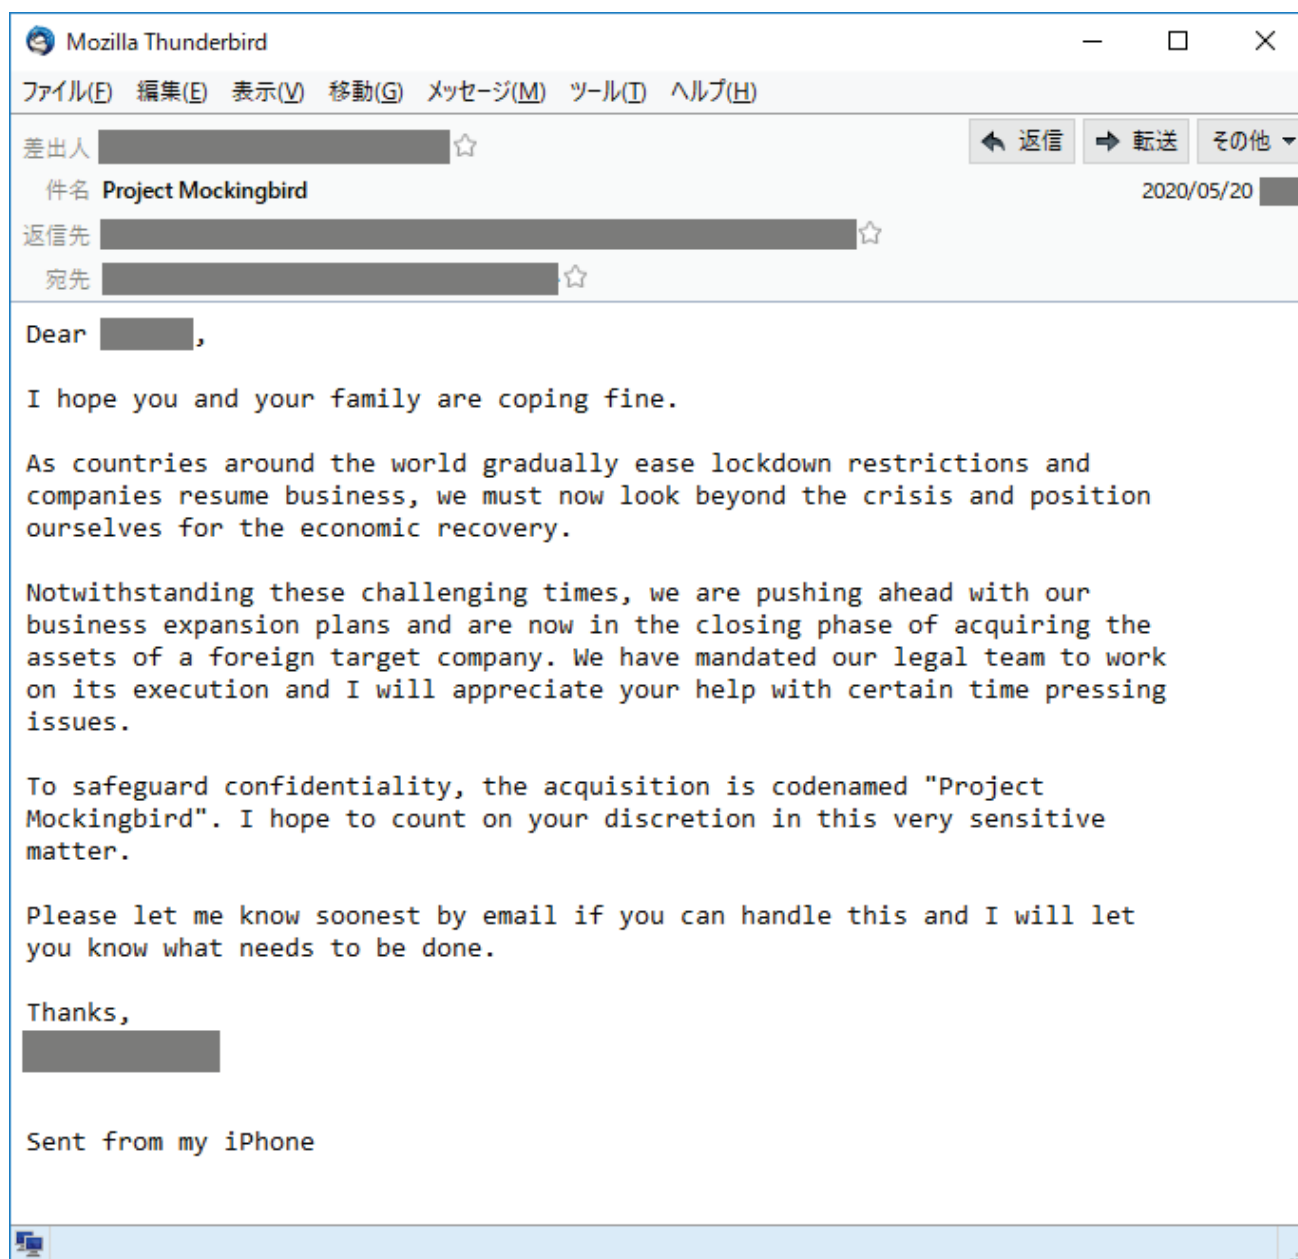 Mozilla Thunderbird
ファイル(F) 編集(E) 表示(V) 移動(G) メッセージ(M) ツール(T) ヘルプ(H)
差出人
返信 転送 その他
件名 Project Mockingbird
2020/05/20
返信先
宛先
Dear ,
I hope you and your family are coping fine.
As countries around the world gradually ease lockdown restrictions and
companies resume business, we must now look beyond the crisis and position
ourselves for the economic recovery.
Notwithstanding these challenging times, we are pushing ahead with our
business expansion plans and are now in the closing phase of acquiring the
assets of a foreign target company. We have mandated our legal team to work
on its execution and I will appreciate your help with certain time pressing
issues.
To safeguard confidentiality, the acquisition is codenamed "Project
Mockingbird". I hope to count on your discretion in this very sensitive
matter.
Please let me know soonest by email if you can handle this and I will let
you know what needs to be done.
Thanks,
Sent from my iPhone